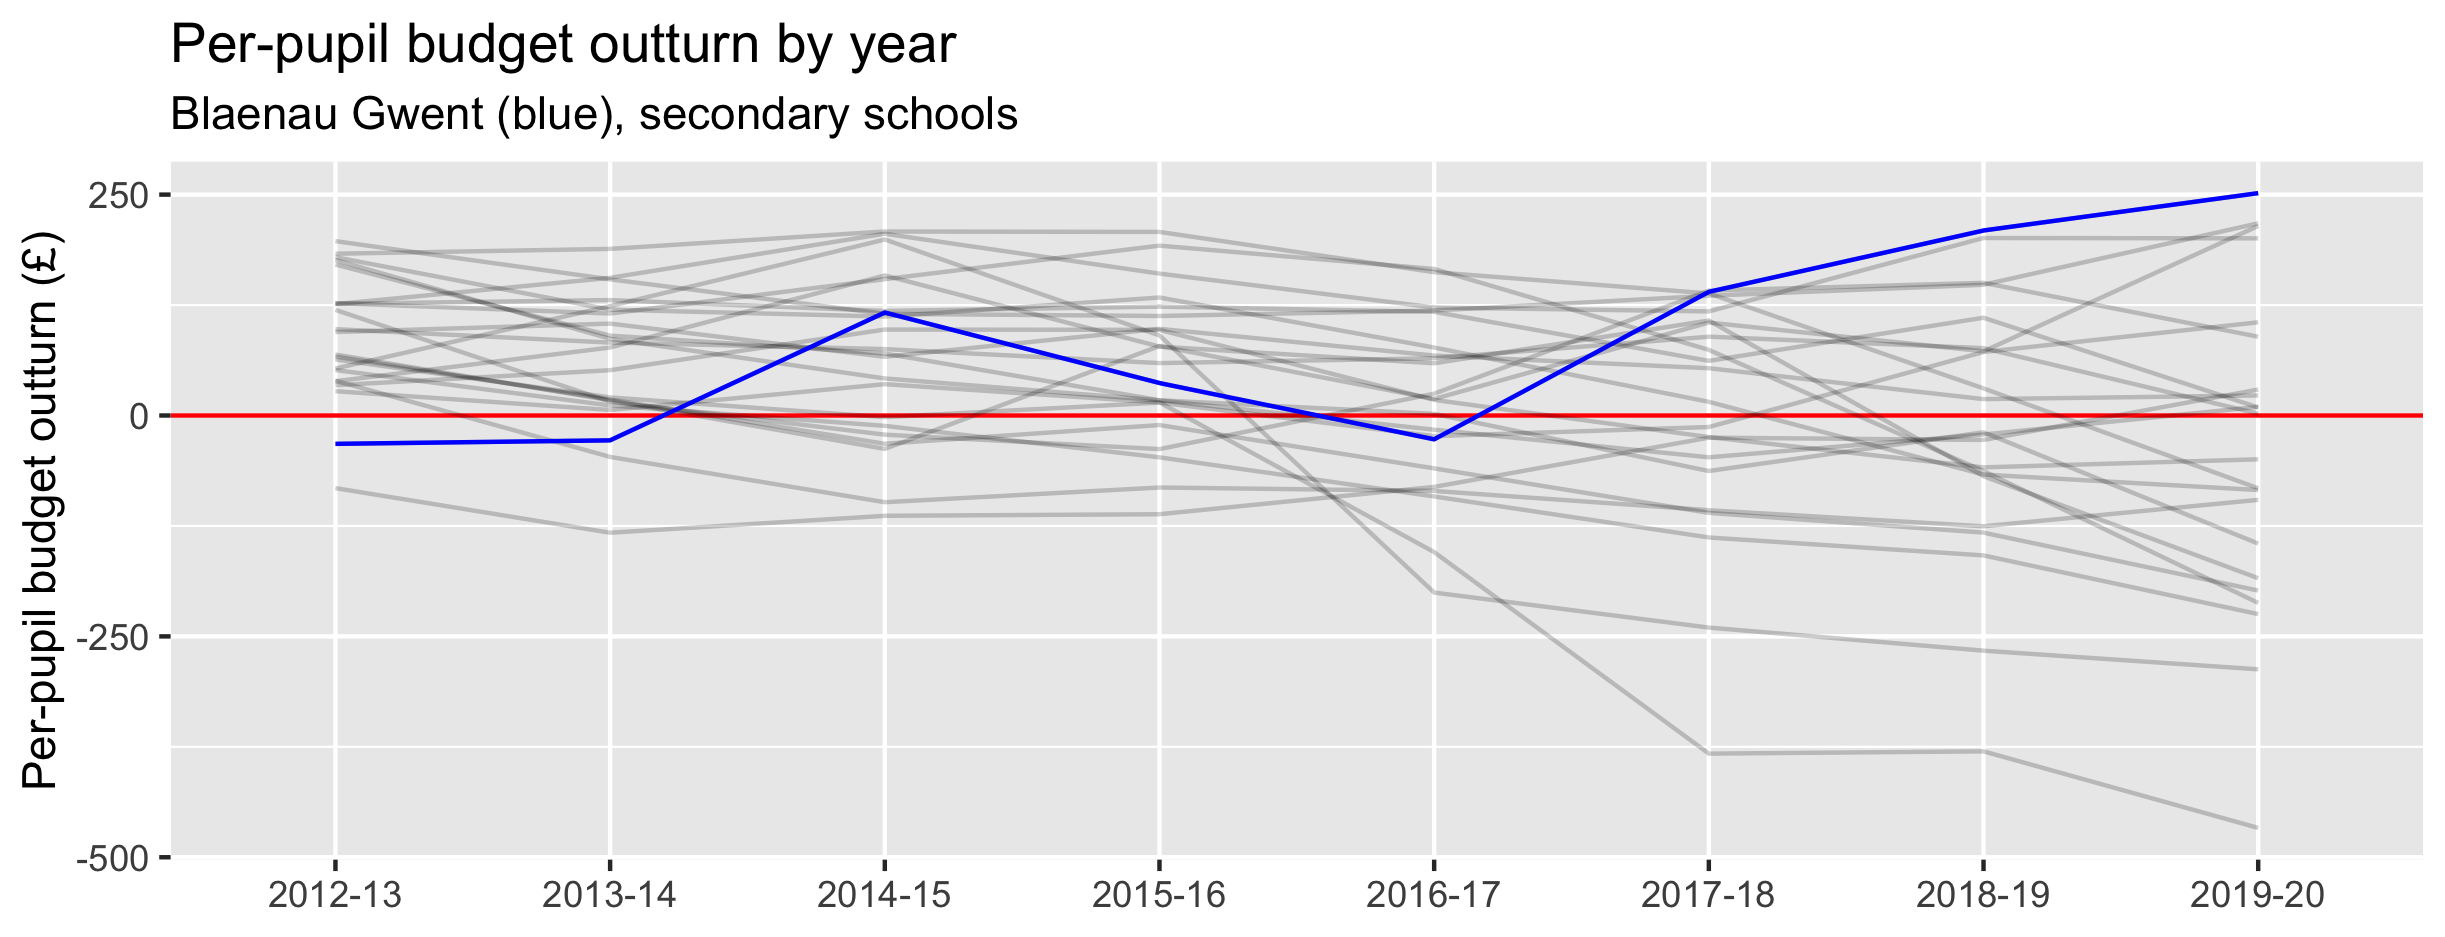 Per-pupil budget outturn by year
Blaenau Gwent (blue), secondary schools
Per-pupil budget outturn (£)
250
0
-250
-500
2012-13 2013-14 2014-15 2015-16 2016-17 2017-18 2018-19 2019-20